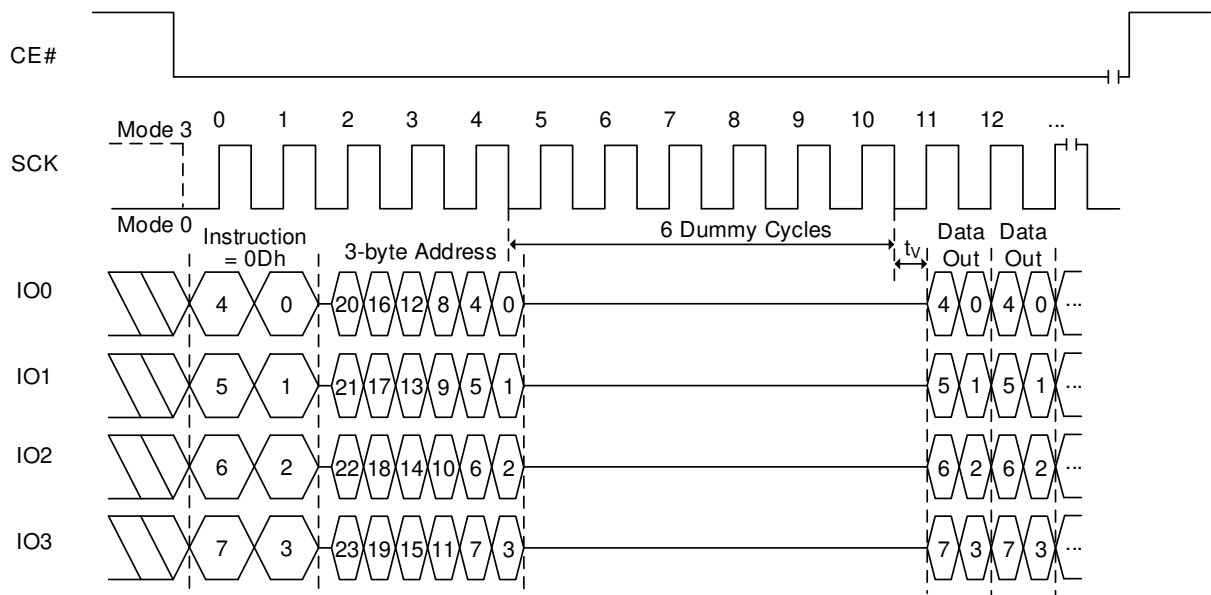 CE#
0 1 2 3 4 5 6 7 8 9 10 11 12 ...
Mode 3
SCK
Mode 0
Instruction
= 0Dh
3-byte Address
6 Dummy Cycles
tV
Data
Out
Data
Out
IO0
4 0 20 16 12 8 4 0 4 0 4 0 ...
IO1
5 1 21 17 13 9 5 1 5 1 5 1 ...
IO2
6 2 22 18 14 10 6 2 6 2 6 2 ...
IO3
7 3 23 19 15 11 7 3 7 3 7 3 ...